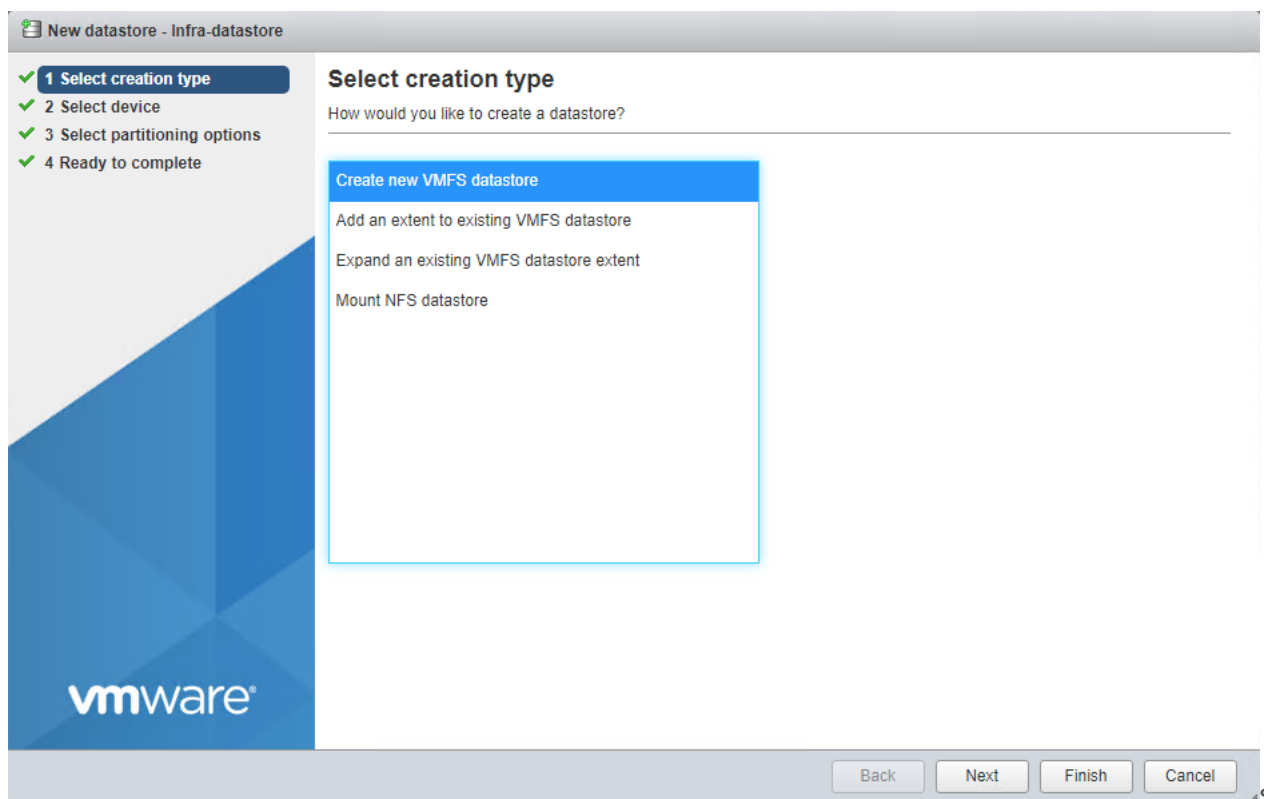 New datastore - Infra-datastore
1 Select creation type
2 Select device
3 Select partitioning options
4 Ready to complete
Select creation type
How would you like to create a datastore?
Create new VMFS datastore
Add an extent to existing VMFS datastore
Expand an existing VMFS datastore extent
Mount NFS datastore
vmware®
Back Next Finish Cancel